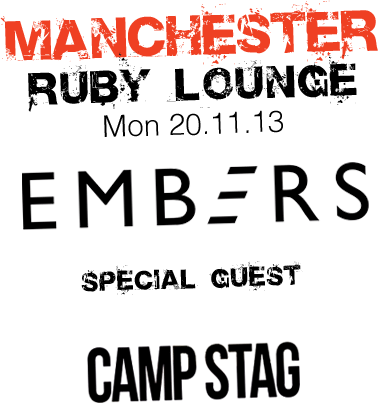 MANCHESTER
RUBY LOUNGE
Mon 20.11.13
EMBERS
SPECIAL GUEST
CAMP STAG